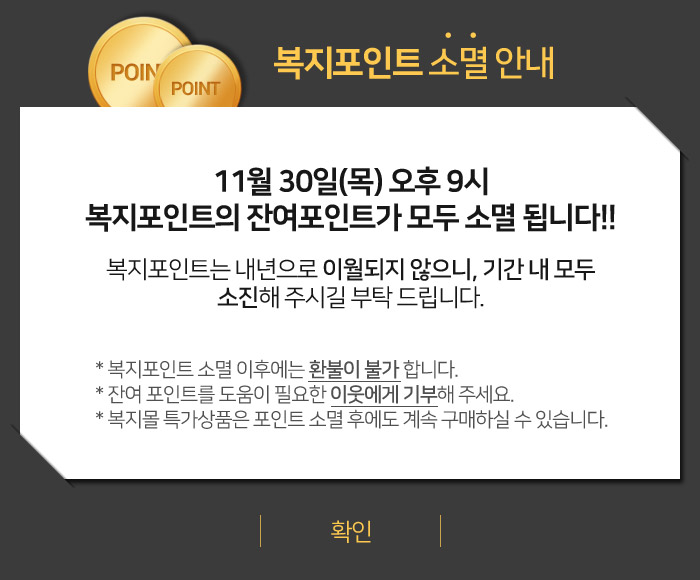 POINT
POINT
복지포인트 소멸 안내
11월 30일(목) 오후 9시
복지포인트의 잔여포인트가 모두 소멸 됩니다!!
복지포인트는 내년으로 이월되지 않으니, 기간 내 모두
소진해 주시길 부탁 드립니다.
* 복지포인트 소멸 이후에는 환불이 불가 합니다.
* 잔여 포인트를 도움이 필요한 이웃에게 기부해 주세요.
* 복지몰 특가상품은 포인트 소멸 후에도 계속 구매하실 수 있습니다.
확인